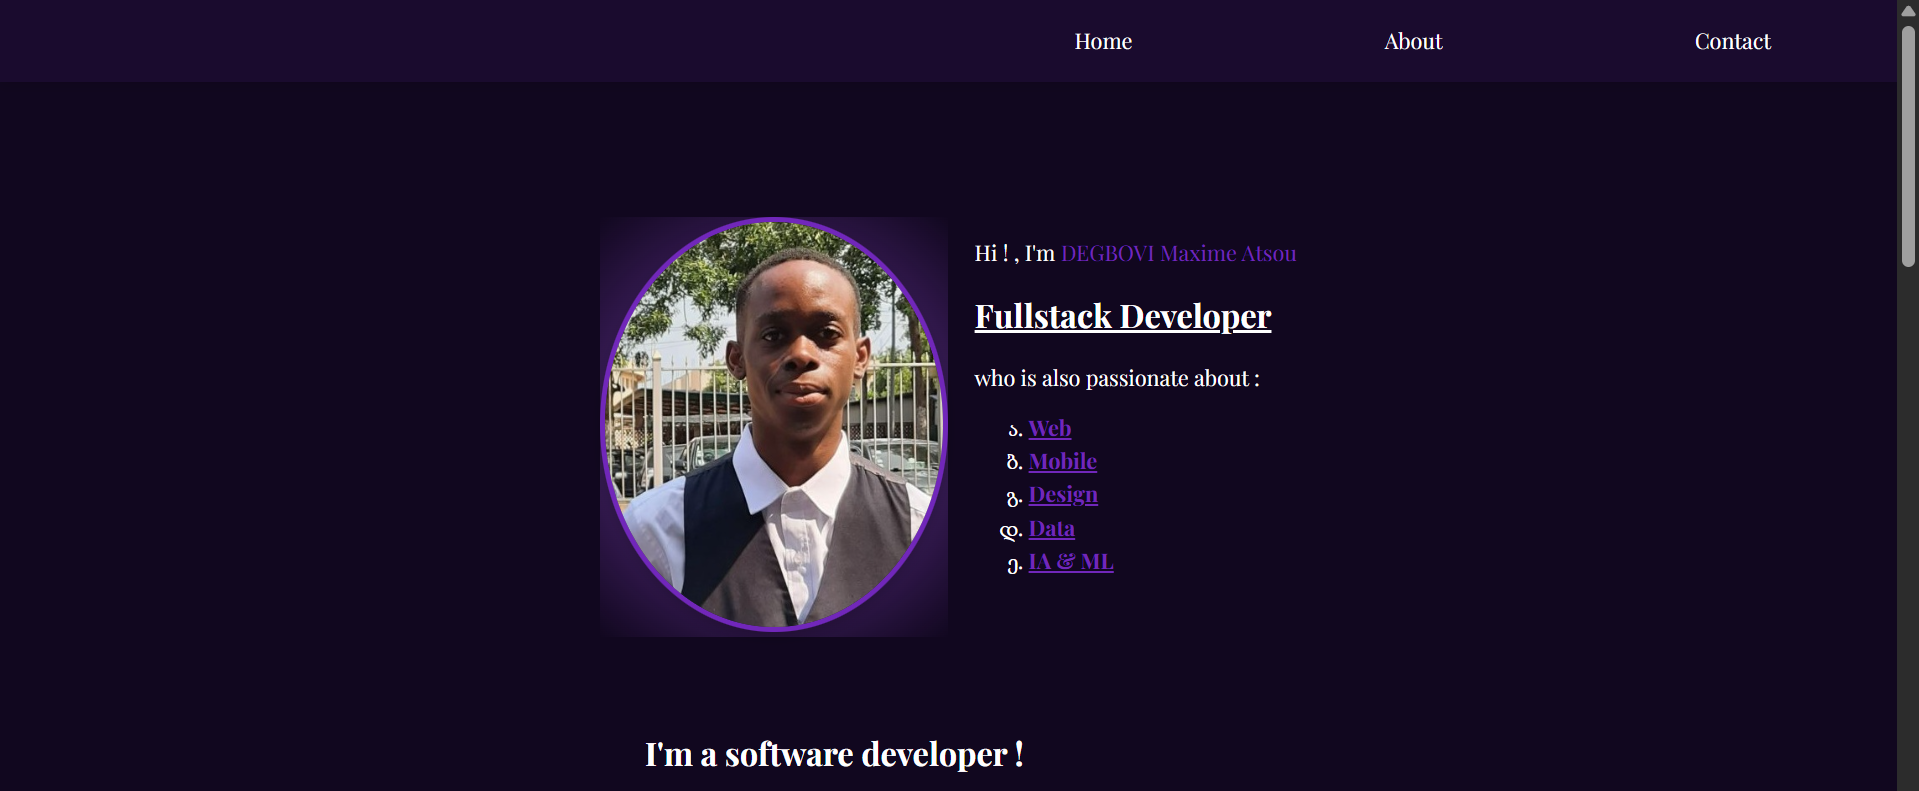 Home About Contact
Hi ! , I'm DEGBOVI Maxime Atsou
Fullstack Developer
who is also passionate about :
ა. Web
ბ. Mobile
გ. Design
დ. Data
ე. IA & ML
I'm a software developer !